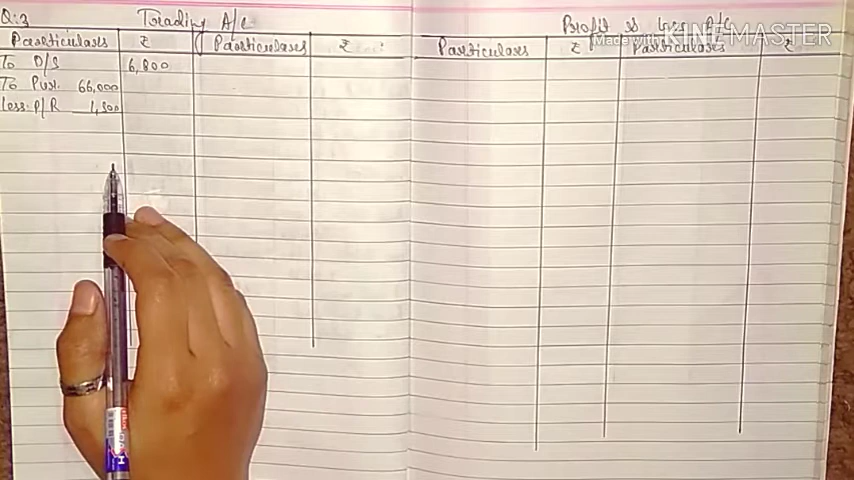 Q:3 Trading A/c
Particulars ₹ Particulars ₹
To O/S 6,800
To Pur. 66,000
Less: P/R 1,500
Profit & Loss A/c
Made with KINEMASTER
Particulars ₹ Particulars ₹